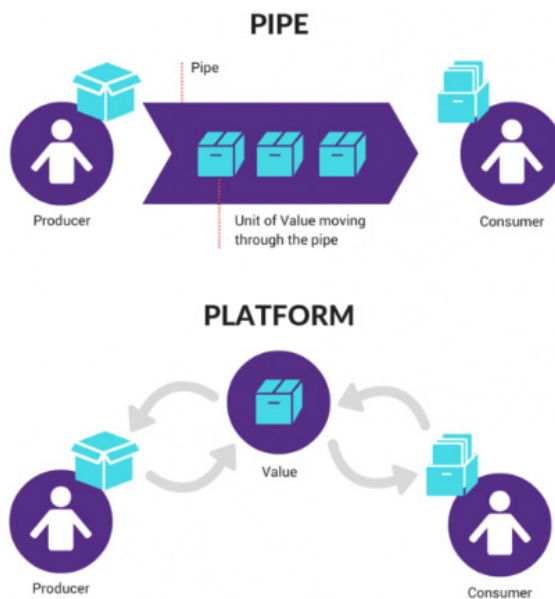 PIPE
Pipe
Producer
Unit of Value moving
through the pipe
Consumer
PLATFORM
Value
Producer
Consumer